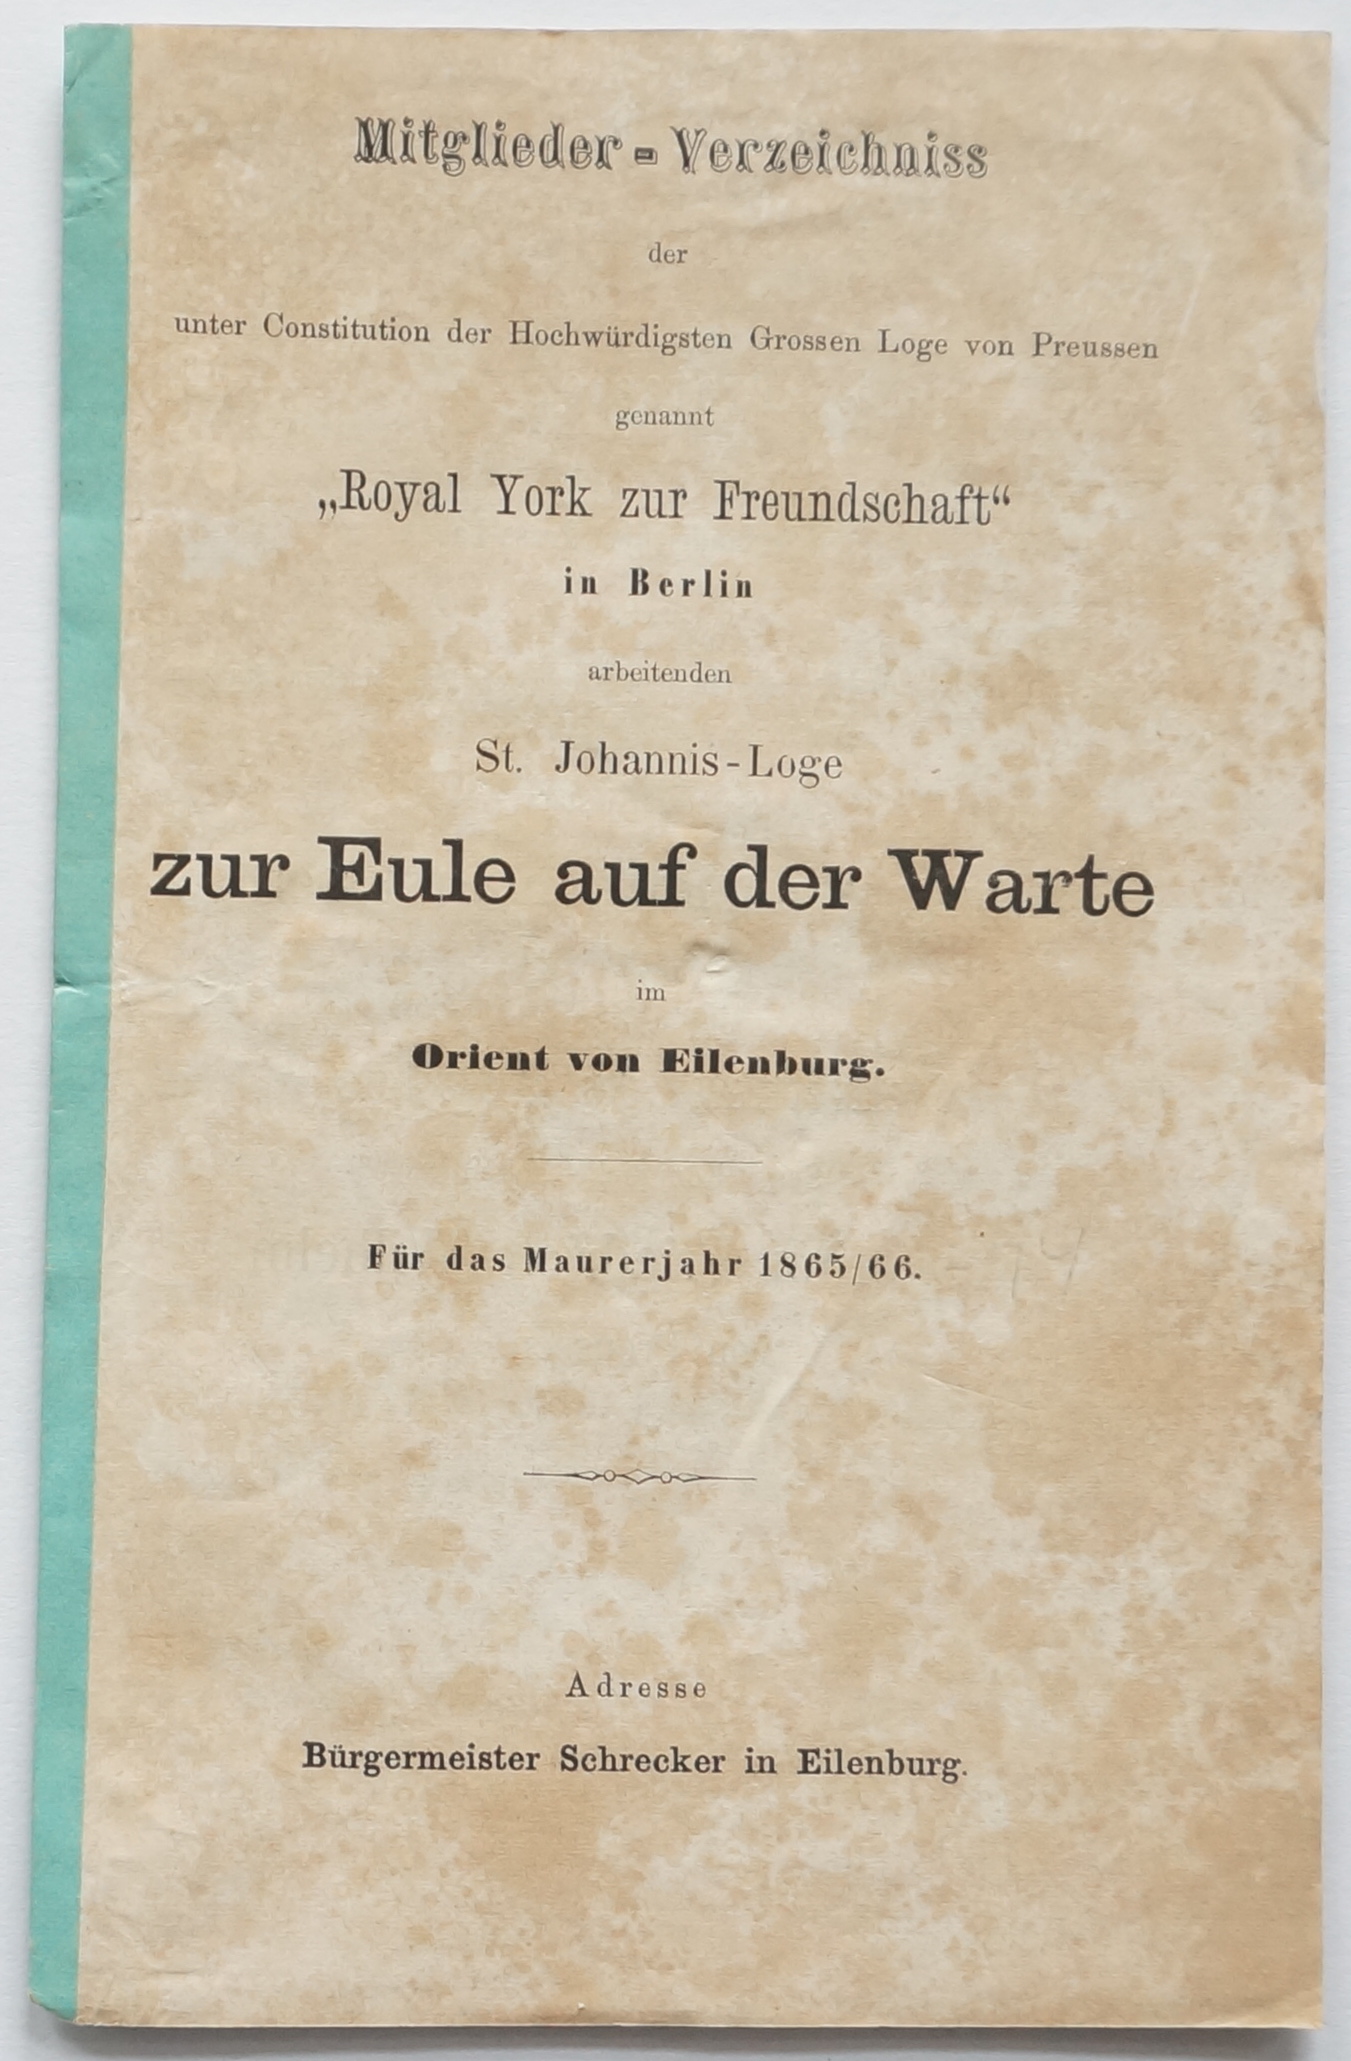 Mitglieder-Verzeichniss
der
unter Constitution der Hochwürdigsten Grossen Loge von Preussen
genannt
„Royal York zur Freundschaft“
in Berlin
arbeitenden
St. Johannis-Loge
zur Eule auf der Warte
im
Orient von Eilenburg.
Für das Maurerjahr 1865/66.
Adresse
Bürgermeister Schrecker in Eilenburg.